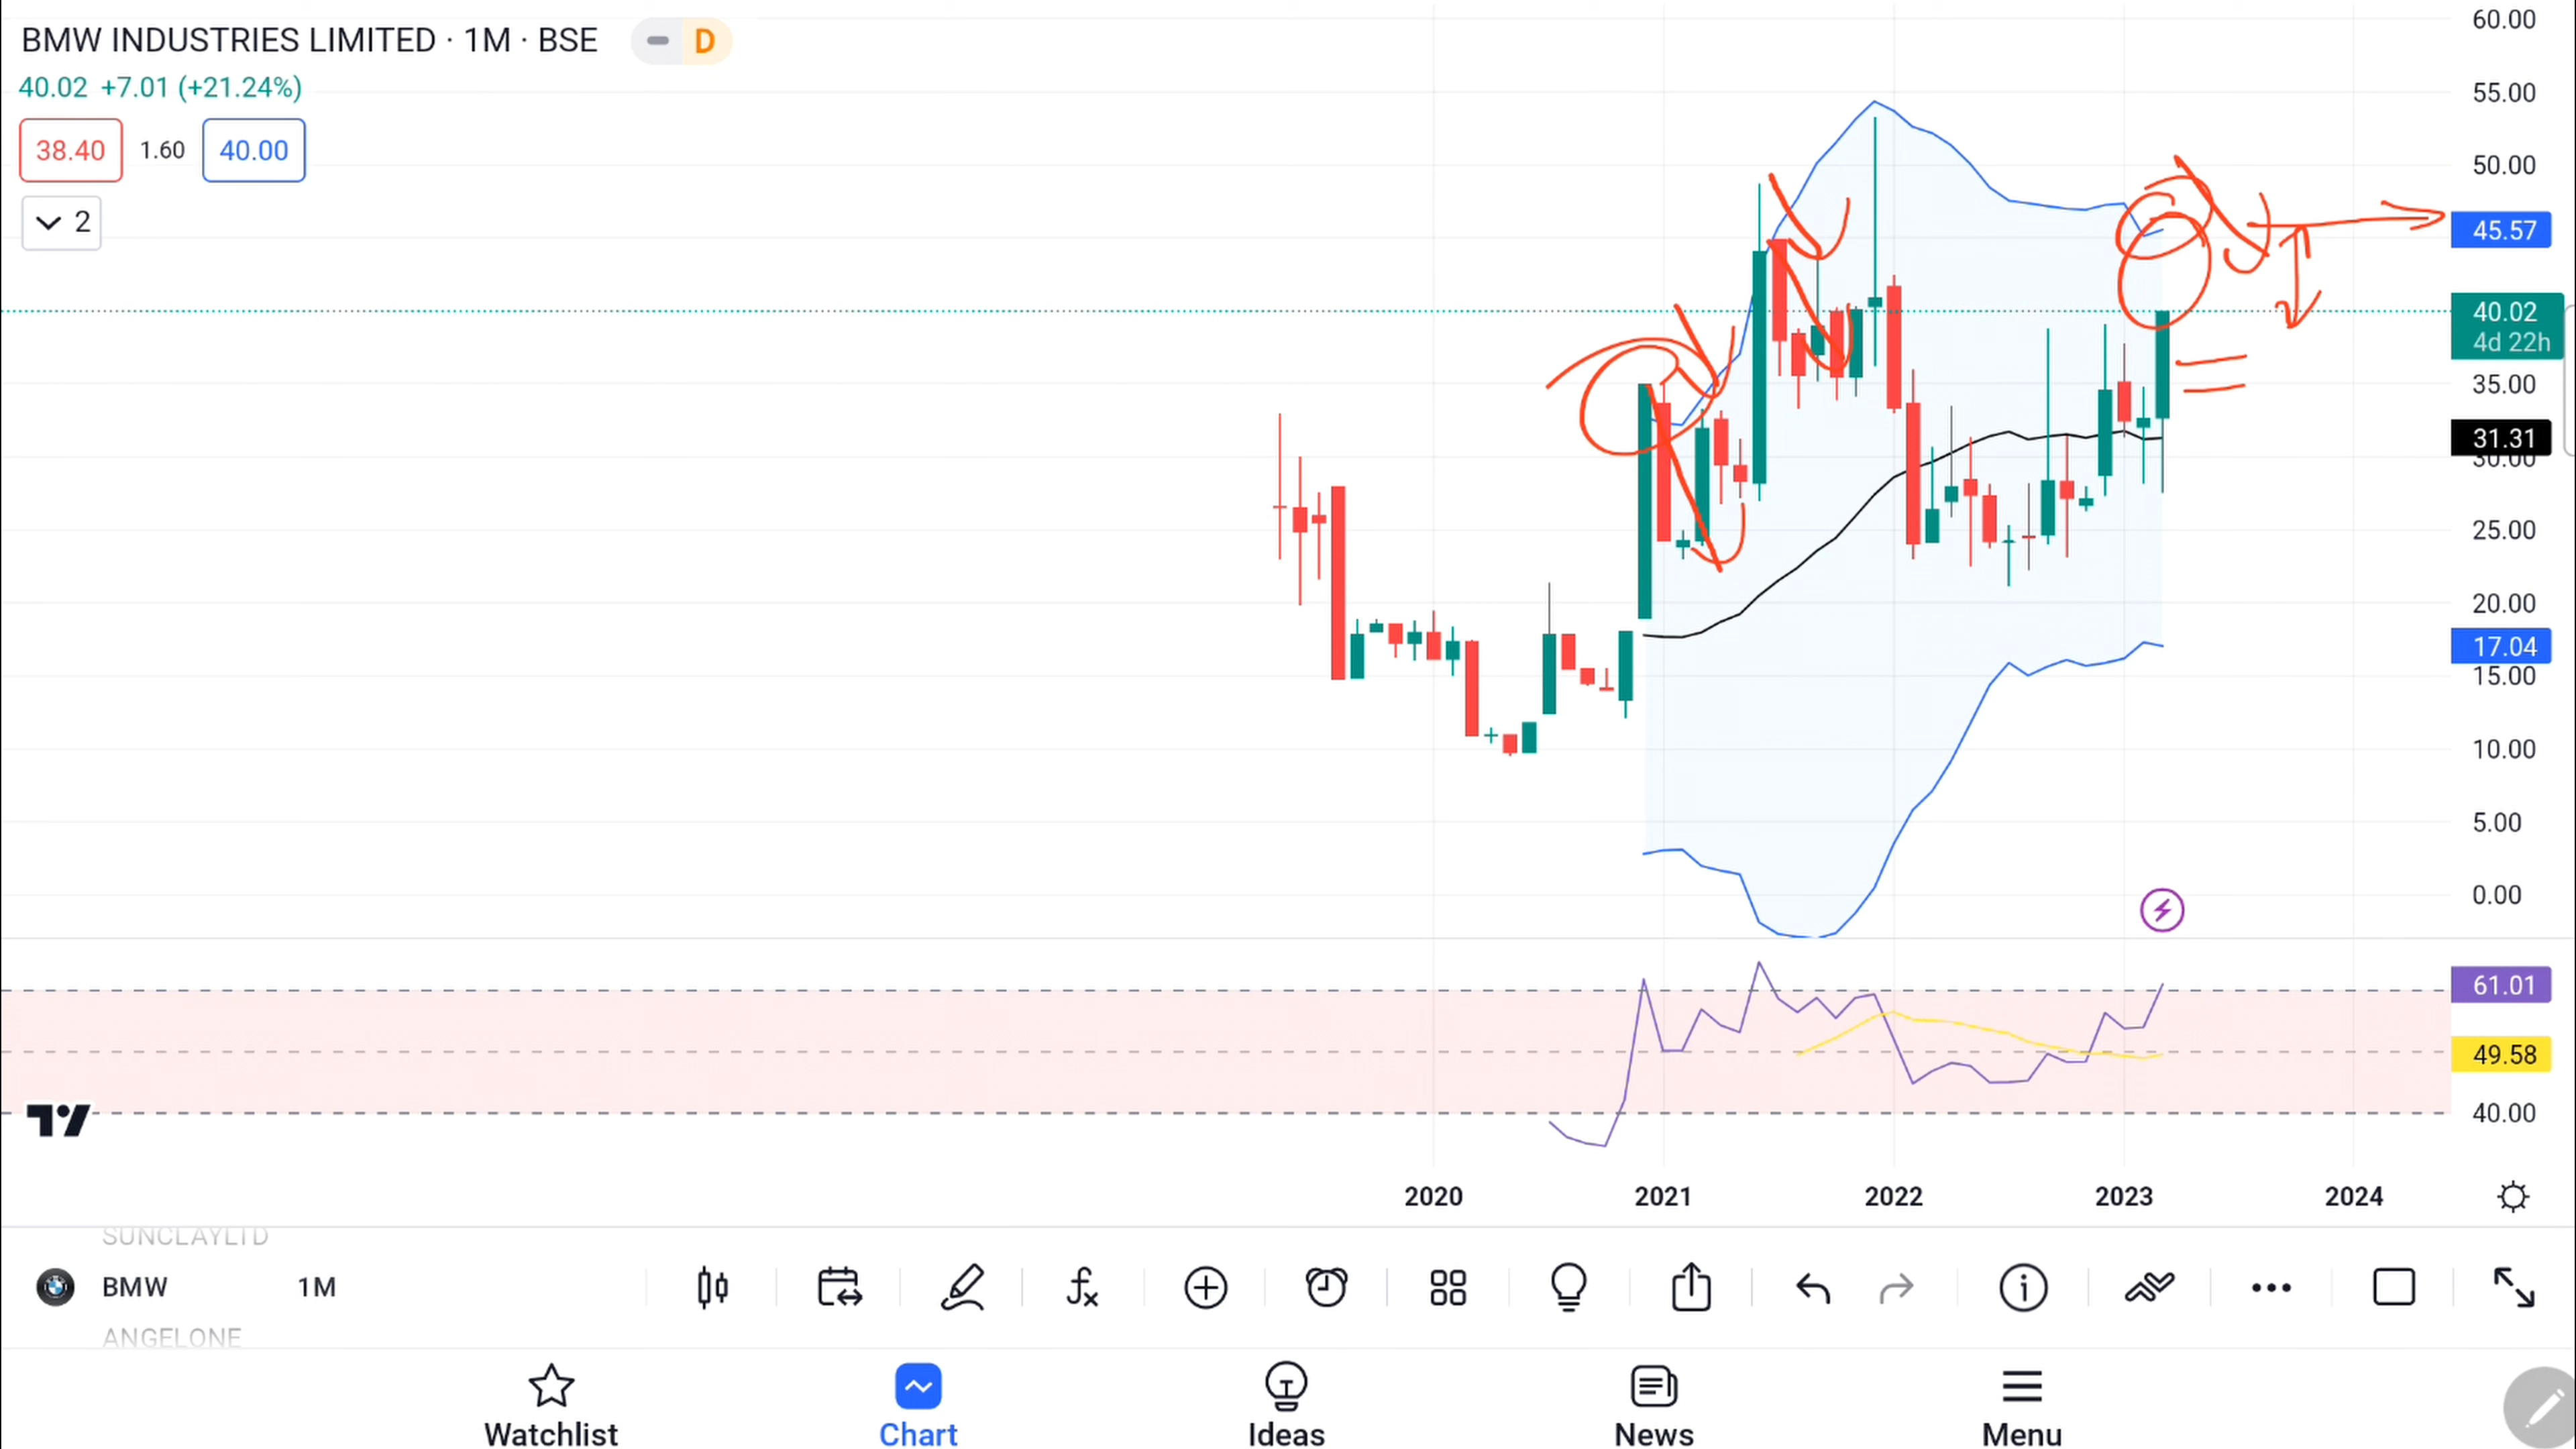 BMW INDUSTRIES LIMITED · 1M · BSE
D
40.02 +7.01 (+21.24%)
38.40 1.60 40.00
2
60.00
55.00
50.00
45.57
40.02
4d 22h
35.00
31.31
30.00
25.00
20.00
17.04
15.00
10.00
5.00
0.00
61.01
49.58
40.00
2020 2021 2022 2023 2024
SUNCLAYLTD
BMW 1M
ANGELONE
Watchlist Chart Ideas News Menu